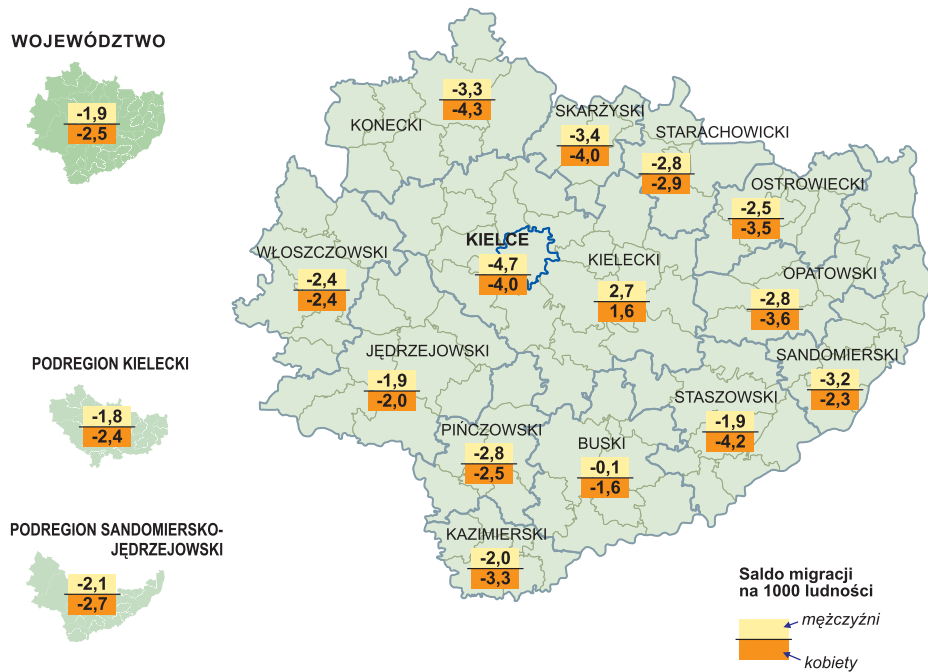 WOJEWÓDZTWO
-1,9
-2,5
PODREGION KIELECKI
-1,8
-2,4
PODREGION SANDOMIERSKO-
JĘDRZEJOWSKI
-2,1
-2,7
KONECKI
-3,3
-4,3
SKARŻYSKI
-3,4
-4,0
STARACHOWICKI
-2,8
-2,9
OSTROWIECKI
-2,5
-3,5
WŁOSZCZOWSKI
-2,4
-2,4
KIELCE
-4,7
-4,0
KIELECKI
2,7
1,6
OPATOWSKI
-2,8
-3,6
JĘDRZEJOWSKI
-1,9
-2,0
SANDOMIERSKI
-3,2
-2,3
STASZOWSKI
-1,9
-4,2
PIŃCZOWSKI
-2,8
-2,5
BUSKI
-0,1
-1,6
KAZIMIERSKI
-2,0
-3,3
Saldo migracji
na 1000 ludności
mężczyźni
kobiety